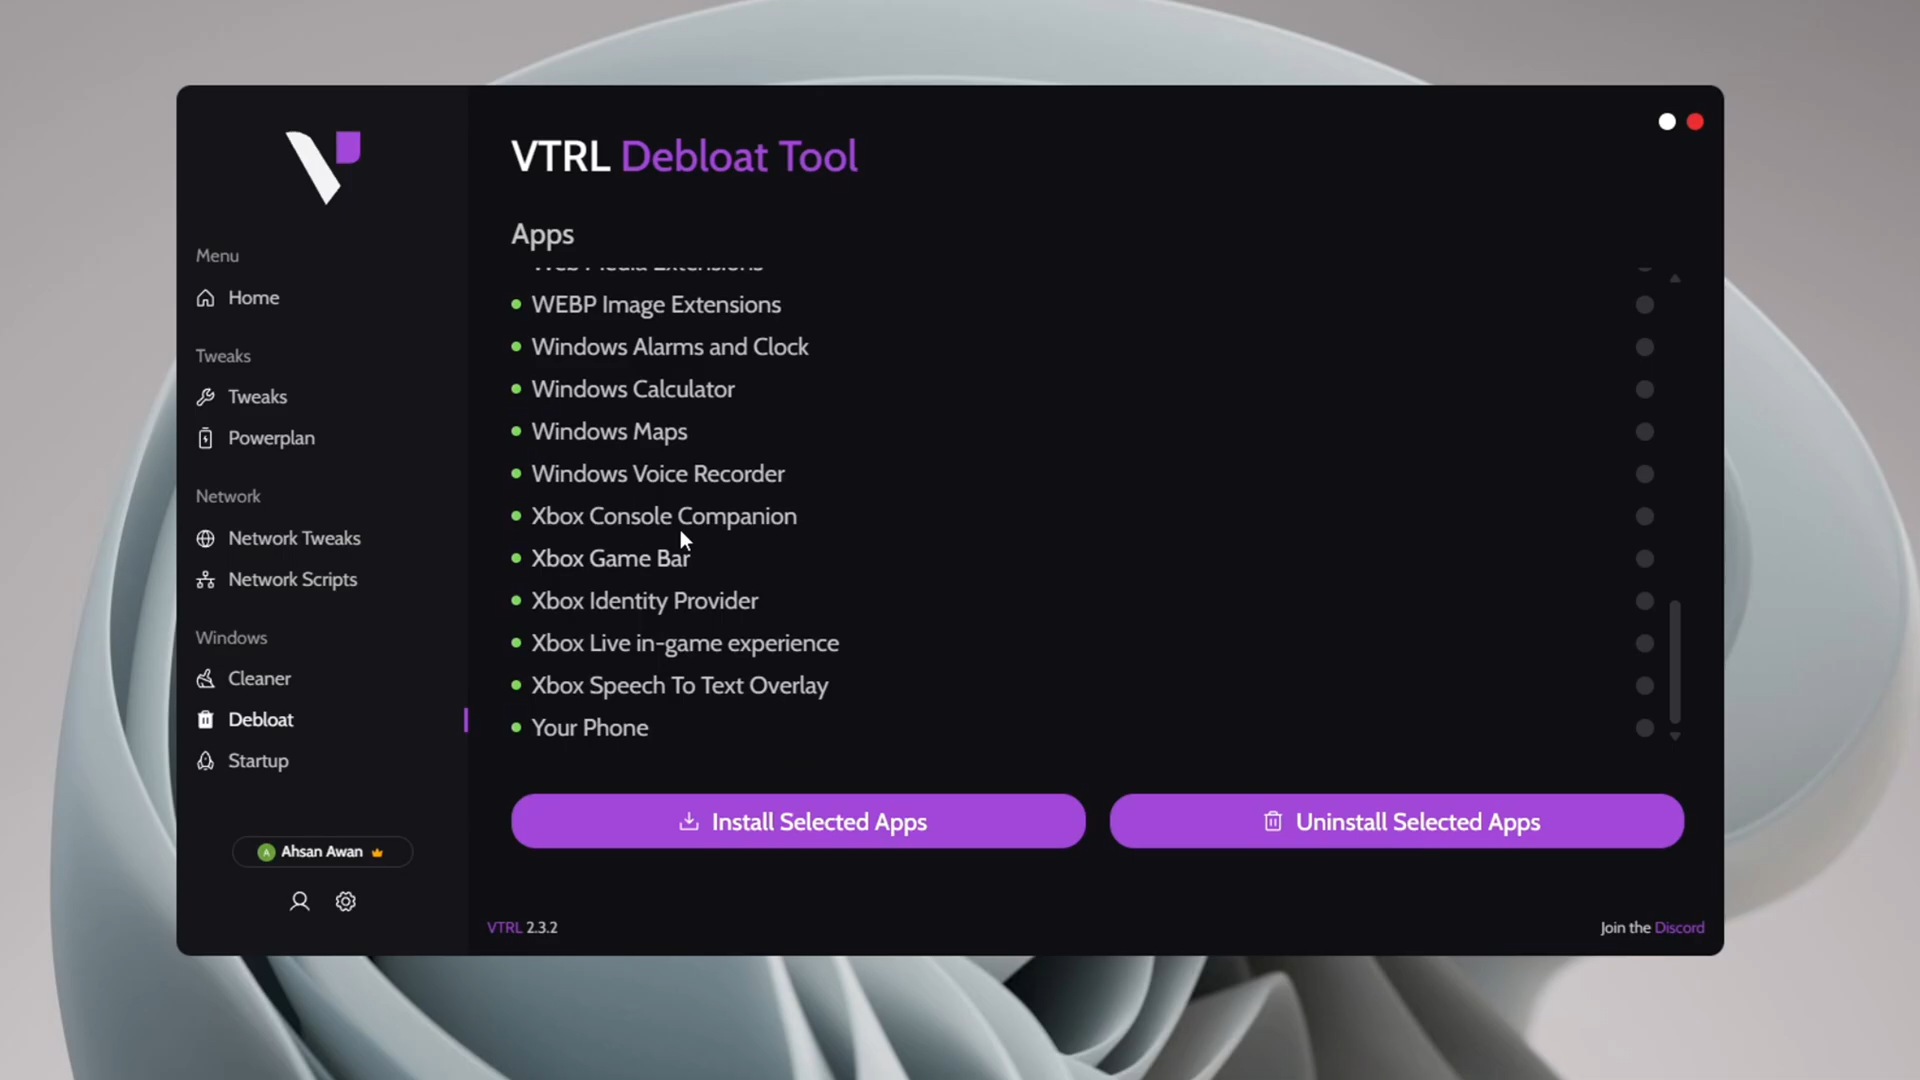 VTRL Debloat Tool
Menu
Home
Tweaks
Tweaks
Powerplan
Network
Network Tweaks
Network Scripts
Windows
Cleaner
Debloat
Startup
A Ahsan Awan
Apps
Web Media Extensions
WEBP Image Extensions
Windows Alarms and Clock
Windows Calculator
Windows Maps
Windows Voice Recorder
Xbox Console Companion
Xbox Game Bar
Xbox Identity Provider
Xbox Live in-game experience
Xbox Speech To Text Overlay
Your Phone
Install Selected Apps
Uninstall Selected Apps
VTRL 2.3.2
Join the Discord